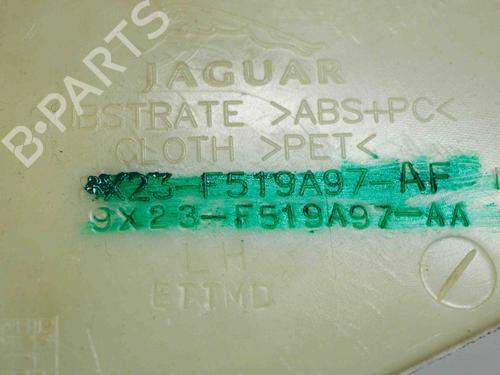 JAGUAR
BSTRATE >ABS+PC<
CLOTH >PET<
X23-F519A97-AF
9X23-F519A97-AA
LH
ETTMD
B-PARTS